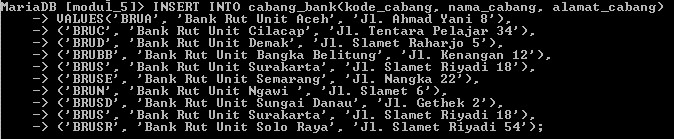 MariaDB [modul_5]> INSERT INTO cabang_bank(kode_cabang, nama_cabang, alamat_cabang)
-> VALUES('BRUA', 'Bank Rut Unit Aceh', 'Jl. Ahmad Yani 8'),
-> ('BRUC', 'Bank Rut Unit Cilacap', 'Jl. Tentara Pelajar 34'),
-> ('BRUD', 'Bank Rut Unit Demak', 'Jl. Slamet Raharjo 5'),
-> ('BRUBB', 'Bank Rut Unit Bangka Belitung', 'Jl. Kenangan 12'),
-> ('BRUS', 'Bank Rut Unit Surakarta', 'Jl. Slamet Riyadi 18'),
-> ('BRUSE', 'Bank Rut Unit Semarang', 'Jl. Nangka 22'),
-> ('BRUN', 'Bank Rut Unit Ngawi ', 'Jl. Slamet 6'),
-> ('BRUSD', 'Bank Rut Unit Sungai Danau', 'Jl. Gethek 2'),
-> ('BRUS', 'Bank Rut Unit Surakarta', 'Jl. Slamet Riyadi 18'),
-> ('BRUSR', 'Bank Rut Unit Solo Raya', 'Jl. Slamet Riyadi 54');